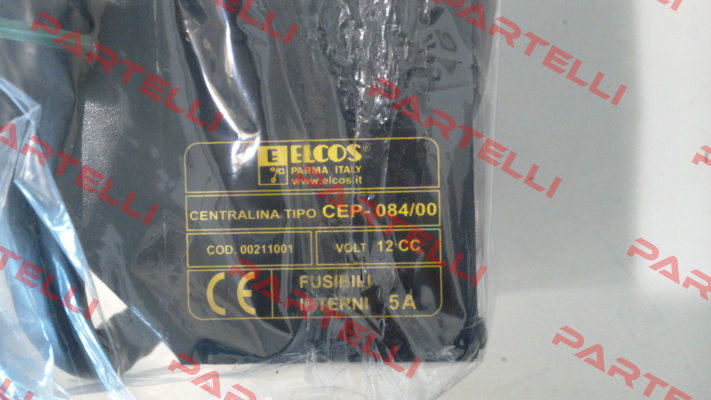 E ELCOS®
PARMA ITALY
www.elcos.it
CENTRALINA TIPO CEP-084/00
COD. 00211001
VOLT 12 CC
CE
FUSIBILI
INTERNI 5A
PARTELLI
PARTELLI
PARTELLI
PARTELLI
PARTELLI
PARTELLI
PARTELLI
PARTELLI
PARTELLI